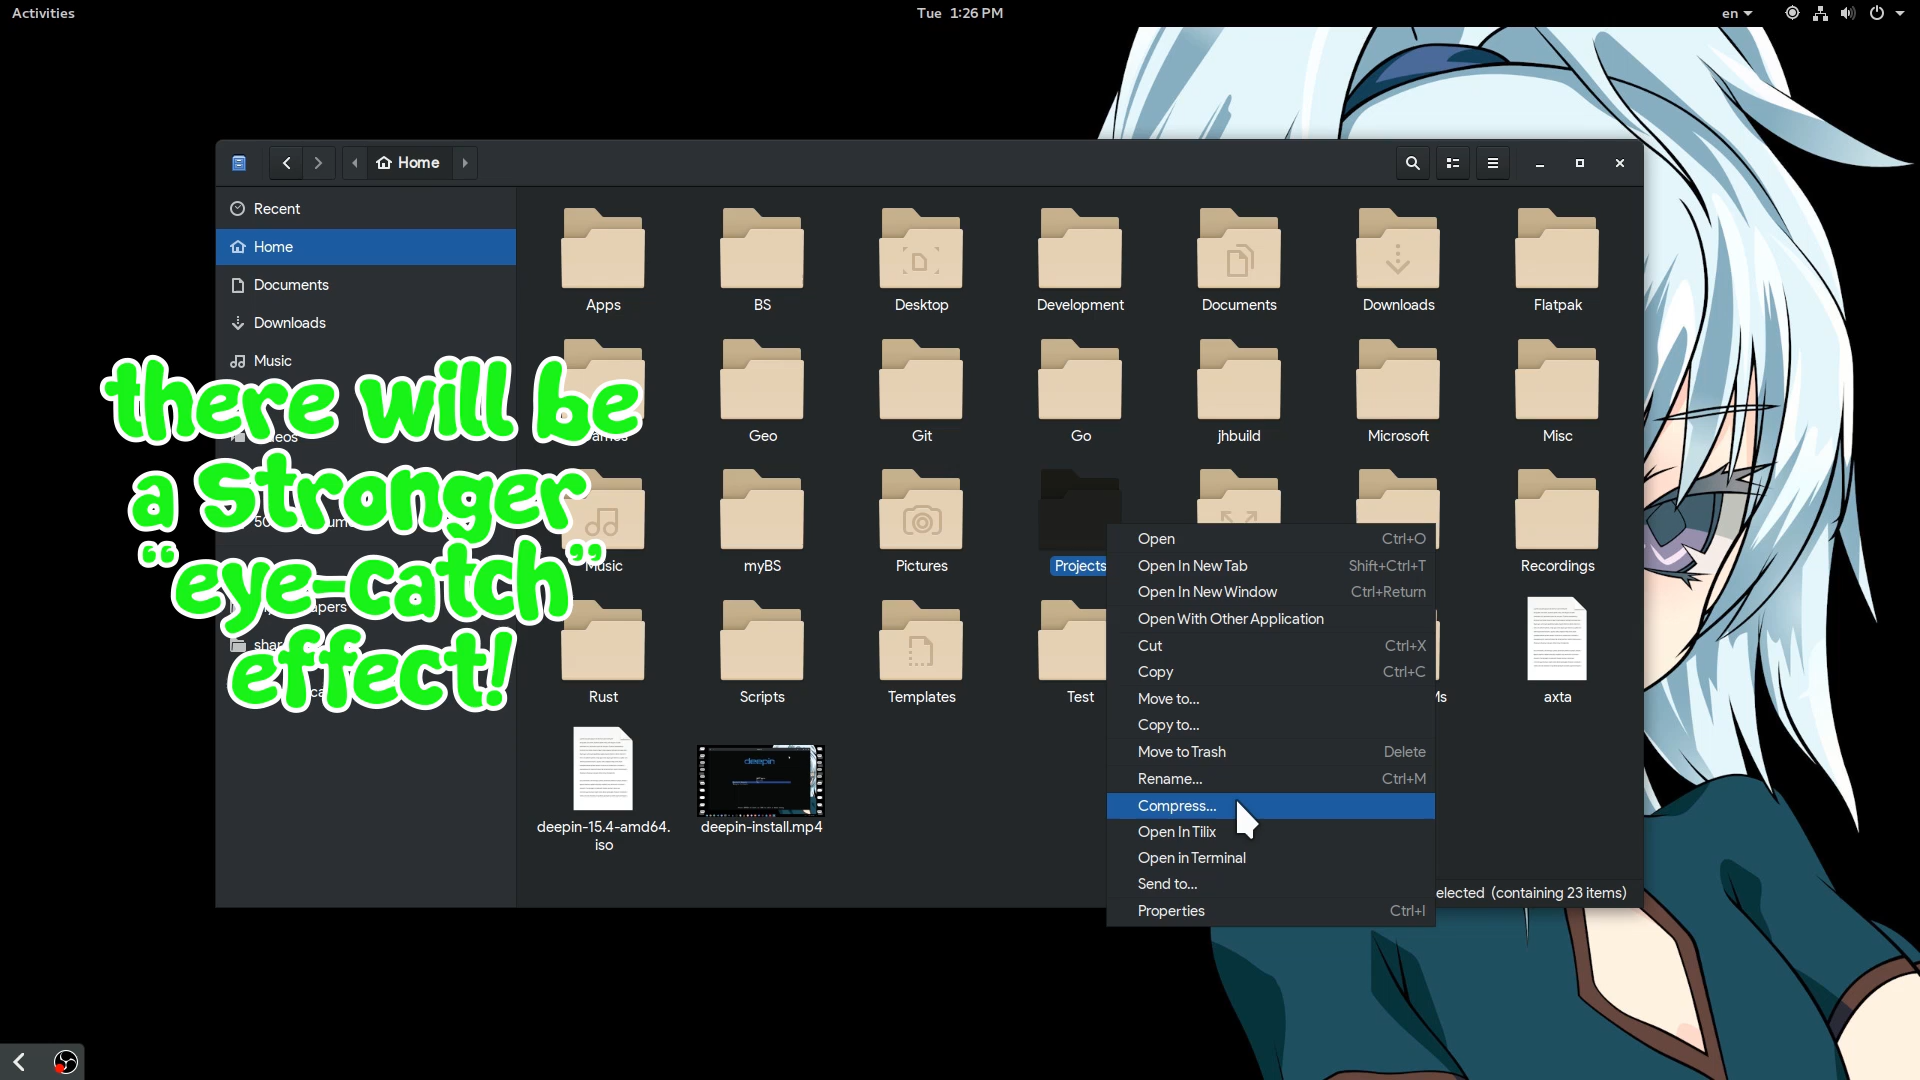 Activities
Tue 1:26 PM
en
Home
Recent
Home
Documents
Downloads
Music
there will be
a Stronger
“eye-catch”
effect!
Apps
BS
Desktop
Development
Documents
Downloads
Flatpak
Geo
Git
Go
jhbuild
Microsoft
Misc
Music
myBS
Pictures
Projects
Recordings
Rust
Scripts
Templates
Test
axta
deepin-15.4-amd64.
iso
deepin
deepin-install.mp4
Open Ctrl+O
Open In New Tab Shift+Ctrl+T
Open In New Window Ctrl+Return
Open With Other Application
Cut Ctrl+X
Copy Ctrl+C
Move to...
Copy to...
Move to Trash Delete
Rename... Ctrl+M
Compress...
Open In Tilix
Open in Terminal
Send to...
Properties Ctrl+I
(containing 23 items)